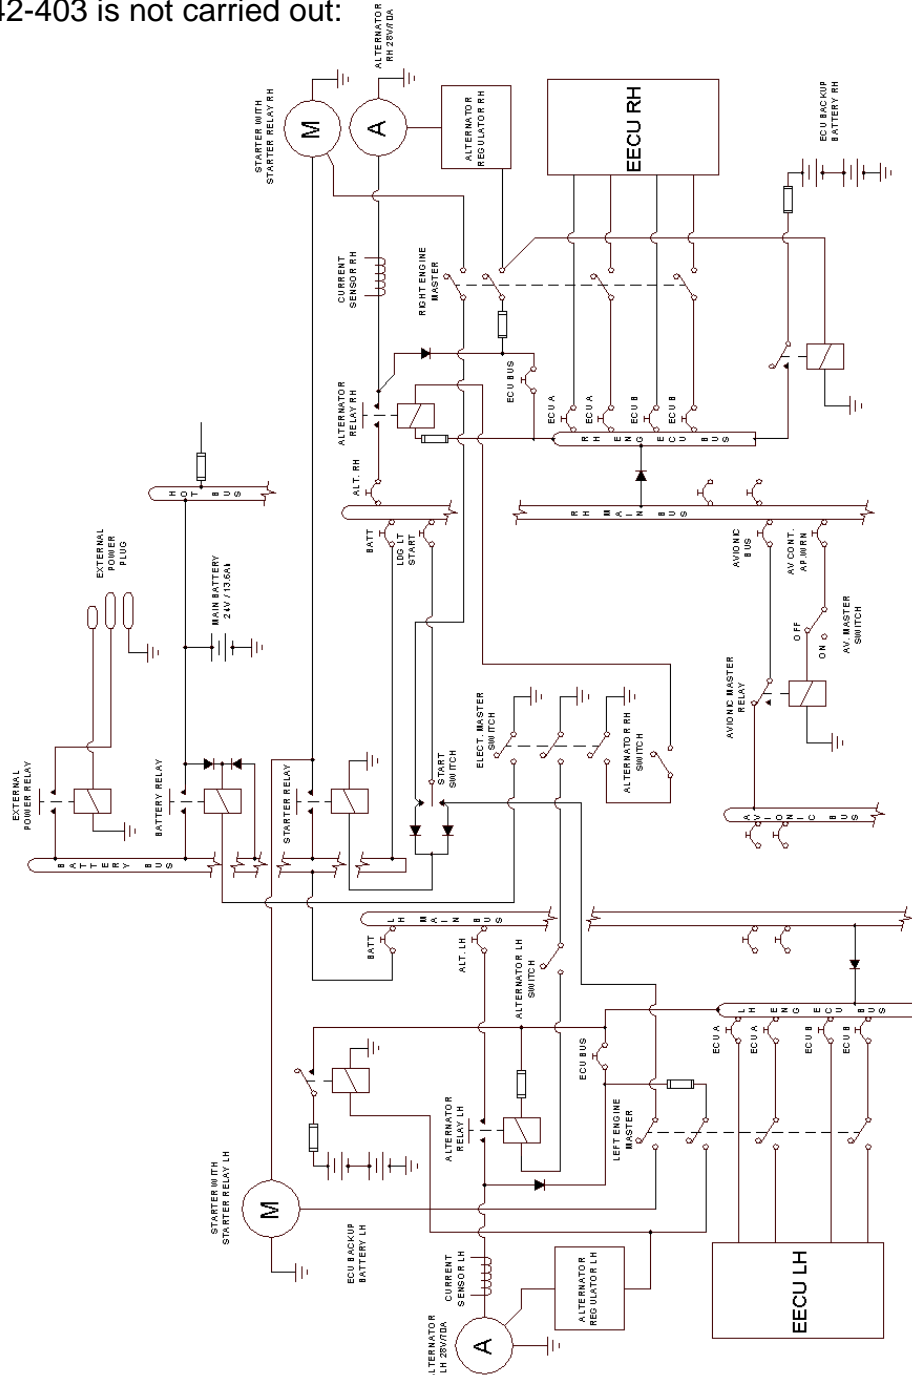 42-403 is not carried out:
ALTERNATOR
RH 28V/70A
STARTER WITH
STARTER RELAY RH
M
A
ALTERNATOR
REGULATOR RH
EECU RH
ECU BACKUP
BATTERY RH
CURRENT
SENSOR RH
RIGHT ENGINE
MASTER
ALTERNATOR
RELAY RH
ECU BUS
ECU A
ECU A
ECU B
ECU B
RH ENG ECU BUS
ALT. RH
HOT BUS
EXTERNAL
POWER
PLUG
MAIN BATTERY
24V / 13.6Ah
BATT
LDG LT
START
RH MAIN BUS
AVIONIC
BUS
AV CONT.
AP.WRN
OFF
ON
AV. MASTER
SWITCH
AVIONIC MASTER
RELAY
ELECT. MASTER
SWITCH
ALTERNATOR RH
SWITCH
START
SWITCH
EXTERNAL
POWER RELAY
BATTERY RELAY
STARTER RELAY
BATTERY BUS
AVIONIC BUS
LH MAIN BUS
BATT
ALT. LH
ALTERNATOR LH
SWITCH
ECU BUS
LH ENG ECU BUS
ECU A
ECU A
ECU B
ECU B
ALTERNATOR
RELAY LH
LEFT ENGINE
MASTER
STARTER WITH
STARTER RELAY LH
M
ECU BACKUP
BATTERY LH
CURRENT
SENSOR LH
ALTERNATOR
REGULATOR LH
EECU LH
LTERNATOR
LH 28V/70A
A